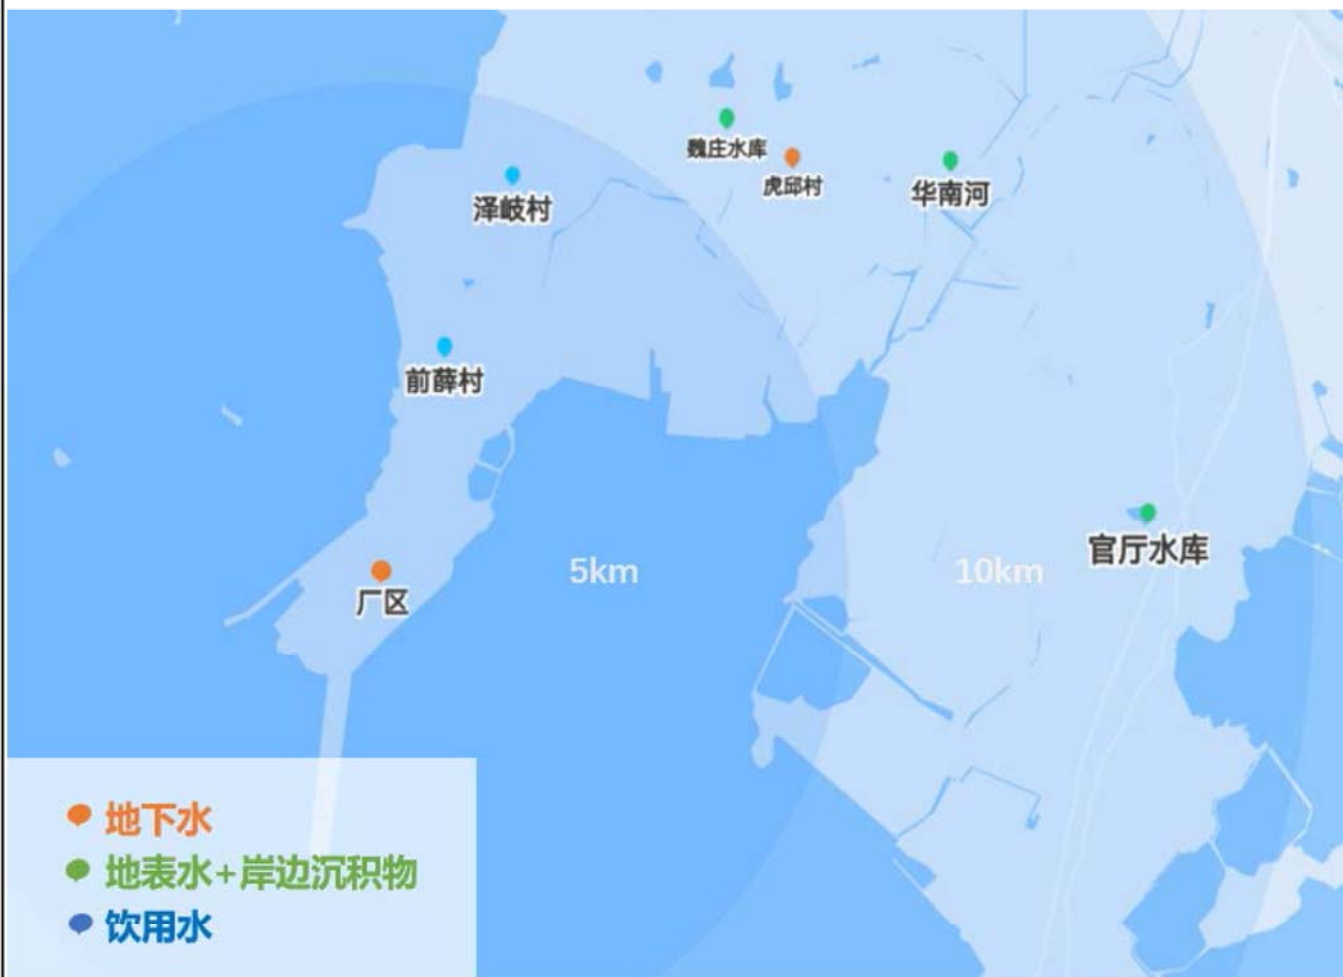 魏庄水库
虎邱村
华南河
泽岐村
前薛村
官厅水库
5km
10km
厂区
地下水
地表水+岸边沉积物
饮用水